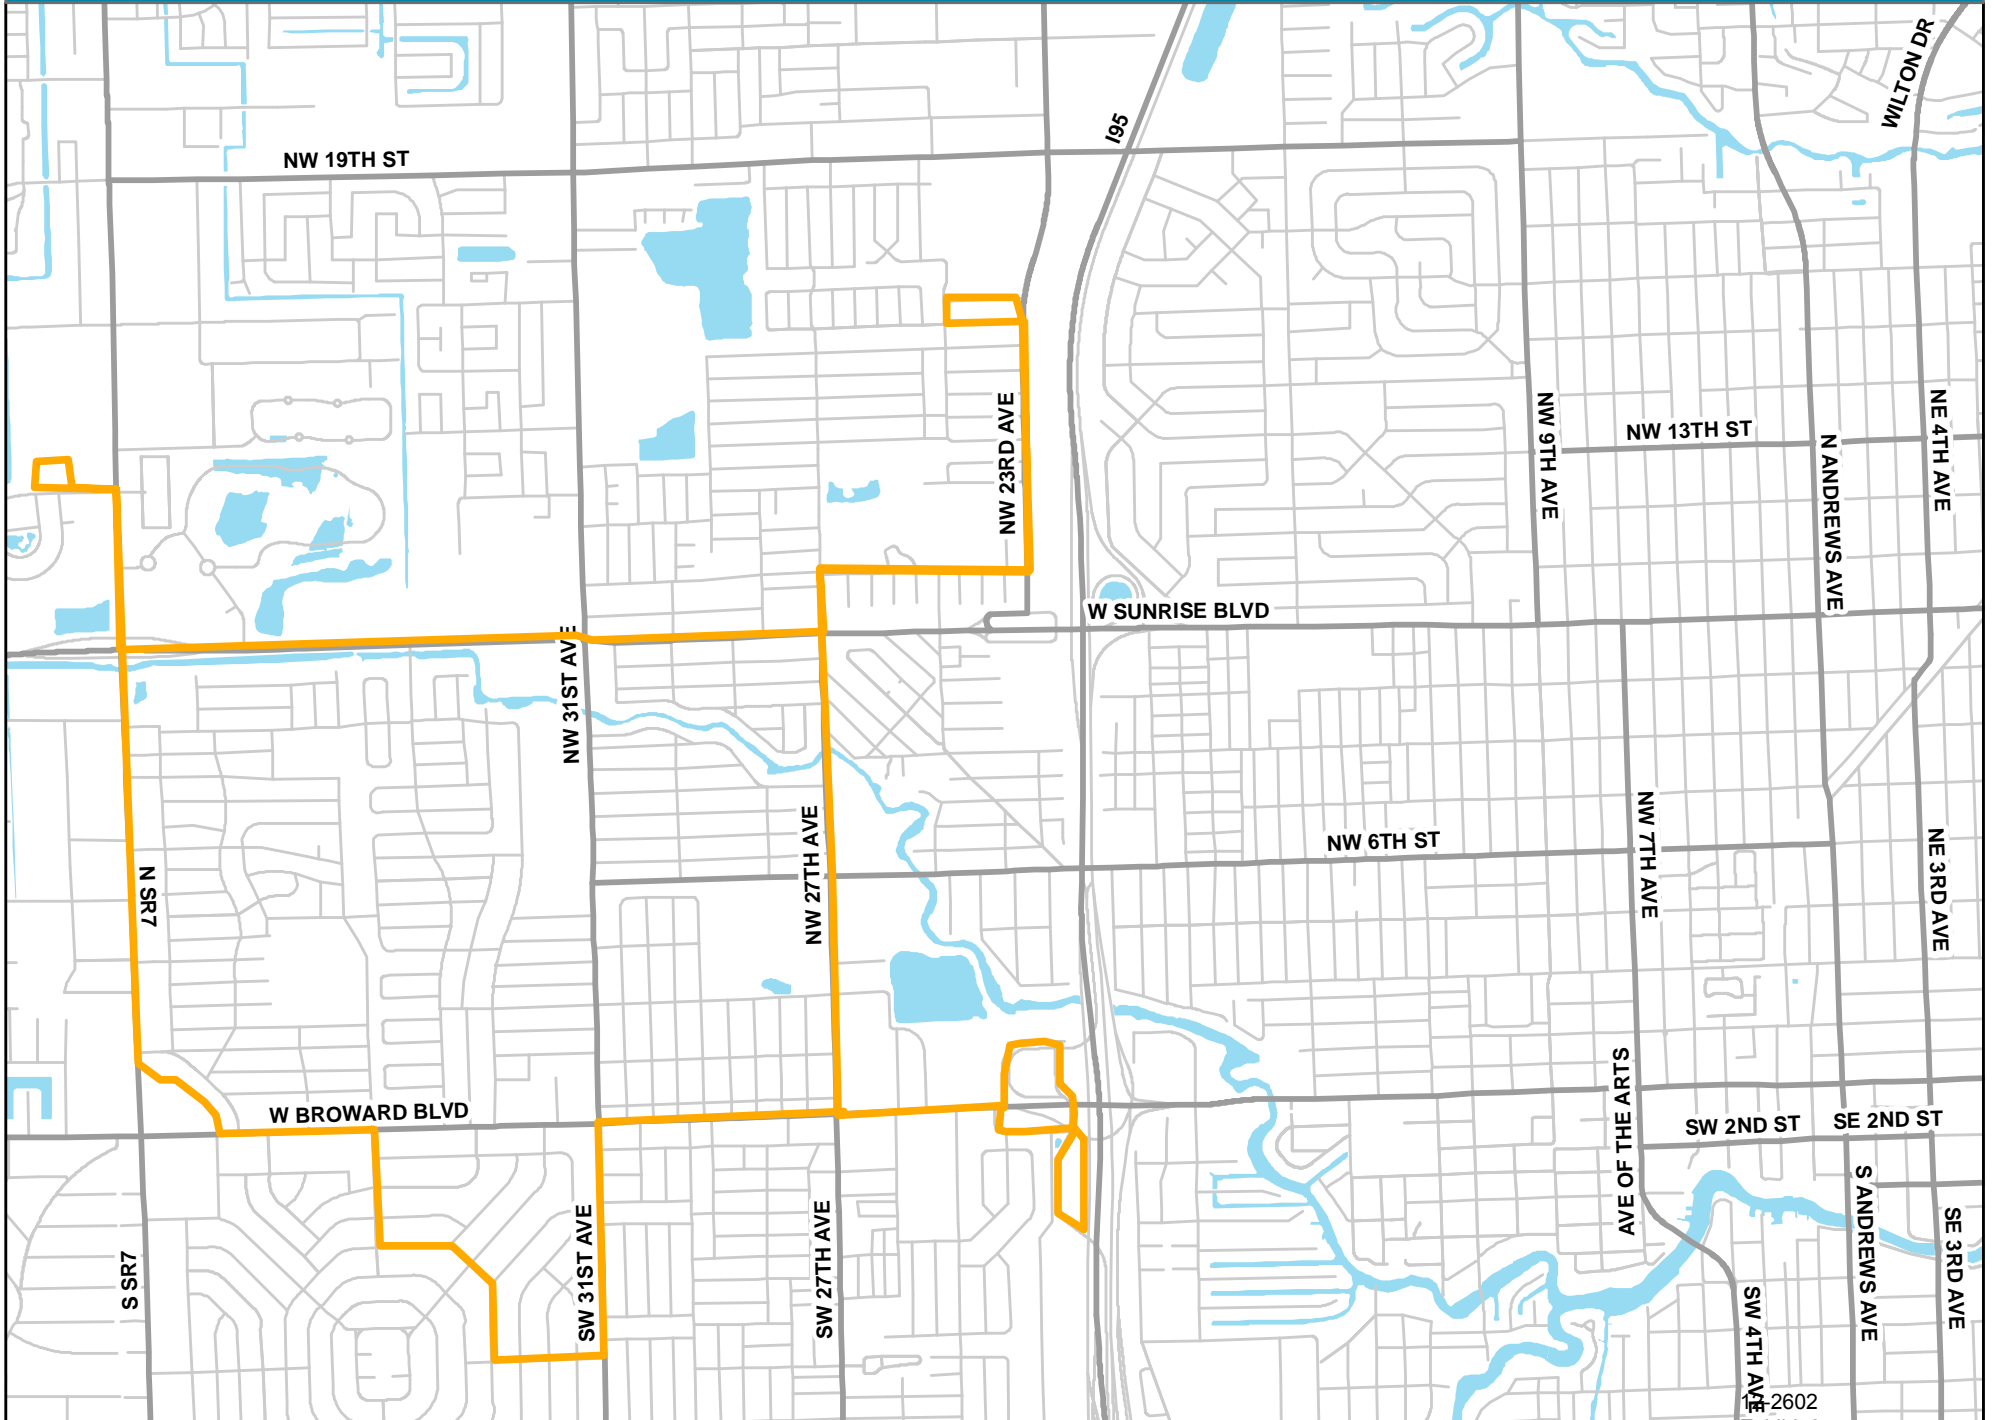 WILTON DR
I95
NW 19TH ST
NW 23RD AVE
NW 9TH AVE
NW 13TH ST
N ANDREWS AVE
NE 4TH AVE
W SUNRISE BLVD
NW 31ST AVE
NW 27TH AVE
NW 6TH ST
NW 7TH AVE
NE 3RD AVE
N SR7
W BROWARD BLVD
AVE OF THE ARTS
SW 2ND ST
SE 2ND ST
S SR7
SW 31ST AVE
SW 27TH AVE
S ANDREWS AVE
SE 3RD AVE
SW 4TH AVE
-2602